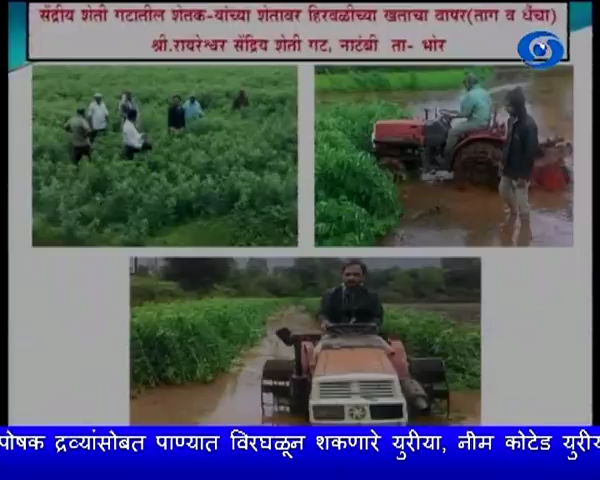 सेंद्रीय शेती गटातील शेतक-यांच्या शेतावर हिरवळीच्या खताचा वापर(ताग व धैंचा)
श्री.रायरेश्वर सेंद्रिय शेती गट, नाटंबी ता- भोर
पोषक द्रव्यांसोबत पाण्यात विरघळून शकणारे युरीया, नीम कोटेड युरीय